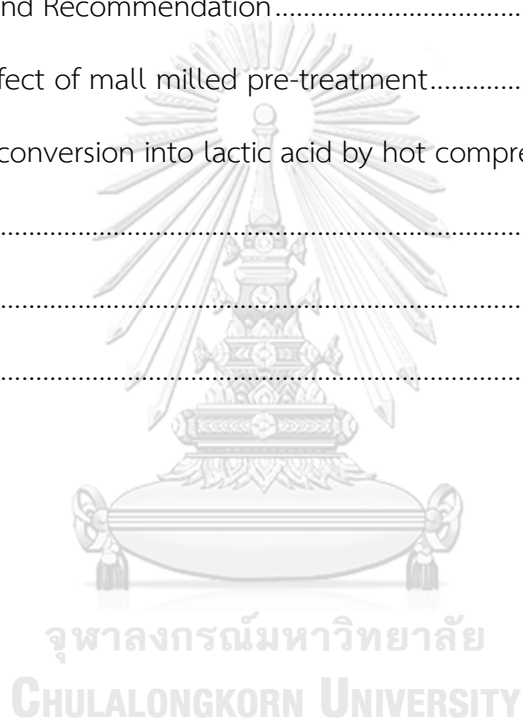 nd Recommendation............................................
fect of mall milled pre-treatment.............
conversion into lactic acid by hot compre
................................................................................
................................................................................
................................................................................
จุฬาลงกรณ์มหาวิทยาลัย
CHULALONGKORN UNIVERSITY